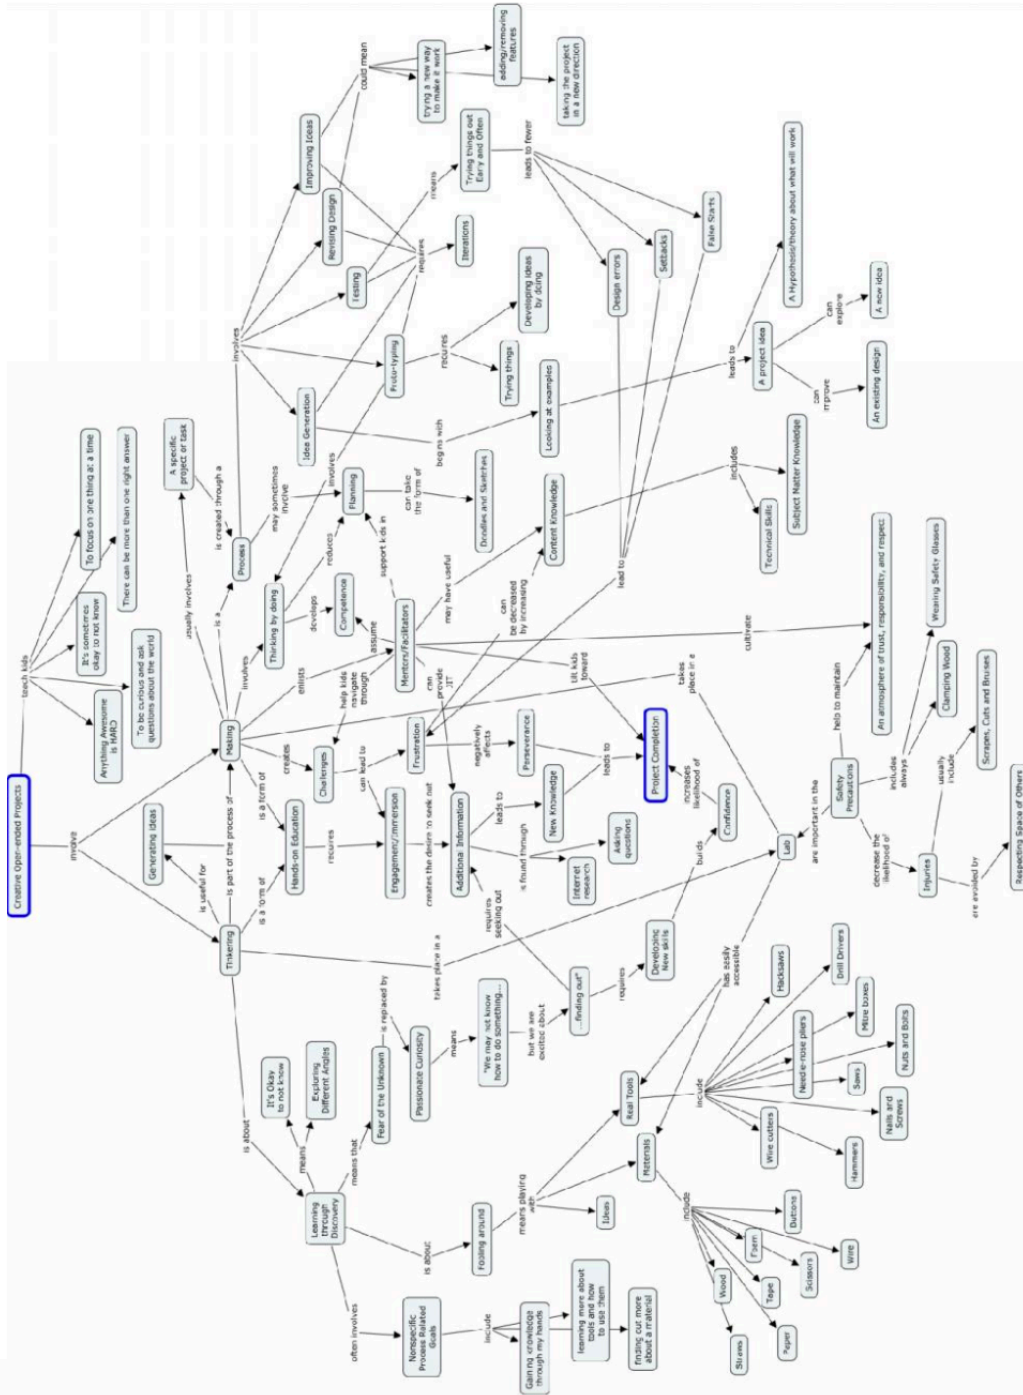 Creative Open-ended Projects
teach kids
To focus on one thing at a time
It's sometimes
okay to not know
There can be more than one right answer
Anything Awesome
is HARD
To be curious and ask
questions about the world
involve
Generating Ideas
is useful for
Tinkering
is part of the process of
Making
is a form of
is a form of
Hands-on Education
requires
Engagement/Immersion
creates
Challenges
can lead to
Frustration
usually involves
A specific
project or task
is created through a
is a
Process
may sometimes
involve
Planning
can take
the form of
Doodles and Sketches
involves
Thinking by doing
develops
Competence
reduces
involves
enlists
Mentors/Facilitators
assume
support kids in
help kids
navigate
through
can
provide
JIT
may have useful
Content Knowledge
includes
Technical Skills
Subject Matter Knowledge
can
be decreased
by increasing
cultivate
An atmosphere of trust, responsibility, and respect
kids
toward
Project Completion
negatively
affects
Perseverance
leads to
New Knowledge
leads to
creates the desire to seek out
Additional Information
is found through
Internet
research
Asking
questions
increases
likelihood of
Confidence
builds
Developing
New skills
requires
"...finding out"
requires
seeking out
but we are
excited about
"We may not know
how to do something...
means
Passionate Curiosity
is replaced by
Fear of the Unknown
means that
is about
Learning
through
Discovery
means
It's Okay
to not know
Exploring
Different Angles
often involves
Nonspecific
Process Related
Goals
include
Gaining knowledge
through my hands
learning more about
tools and how
to use them
finding out more
about a material
is about
Fooling around
means playing
with
Ideas
Materials
Real Tools
include
Straws
Wood
Paper
Tape
Foam
Scissors
Buttons
Wire
include
Wire cutters
Hammers
Nails and
Screws
Saws
Nuts and Bolts
Needle-nose pliers
Mitre boxes
Drill Drivers
Hacksaws
has easily
accessible
takes place in a
takes
place in a
Lab
are important in the
Safety
Precautions
help to maintain
includes
always
Wearing Safety Glasses
Clamping Wood
decrease the
likelihood of
Injuries
usually
include
Scrapes, Cuts and Bruises
are avoided by
Respecting Space of Others
involves
Idea Generation
Proto-typing
Testing
Revising Design
Improving Ideas
could mean
trying a new way
to make it work
adding/removing
features
taking the project
in a new direction
requires
Iterations
means
Trying things out
Early and Often
leads to fewer
Design errors
Setbacks
False Starts
lead to
requires
Trying things
Developing ideas
by doing
begins with
Looking at examples
leads to
A project idea
A Hypothesis/theory about what will work
can
improve
An existing design
can
explore
A new idea